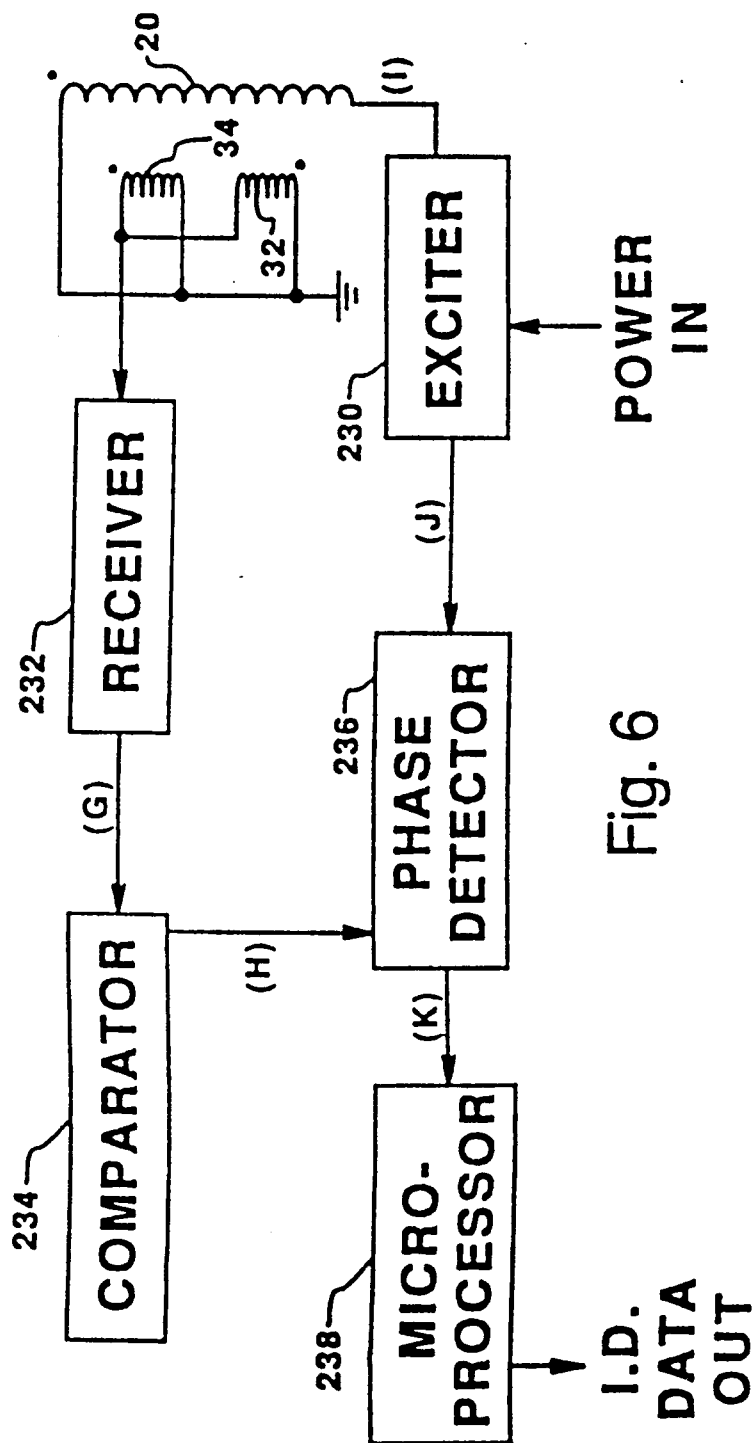 234
COMPARATOR
(G)
232
RECEIVER
34
20
32
(I)
(H)
238
MICRO-
PROCESSOR
(K)
236
PHASE
DETECTOR
(J)
230
EXCITER
I.D.
DATA
OUT
POWER
IN
Fig. 6